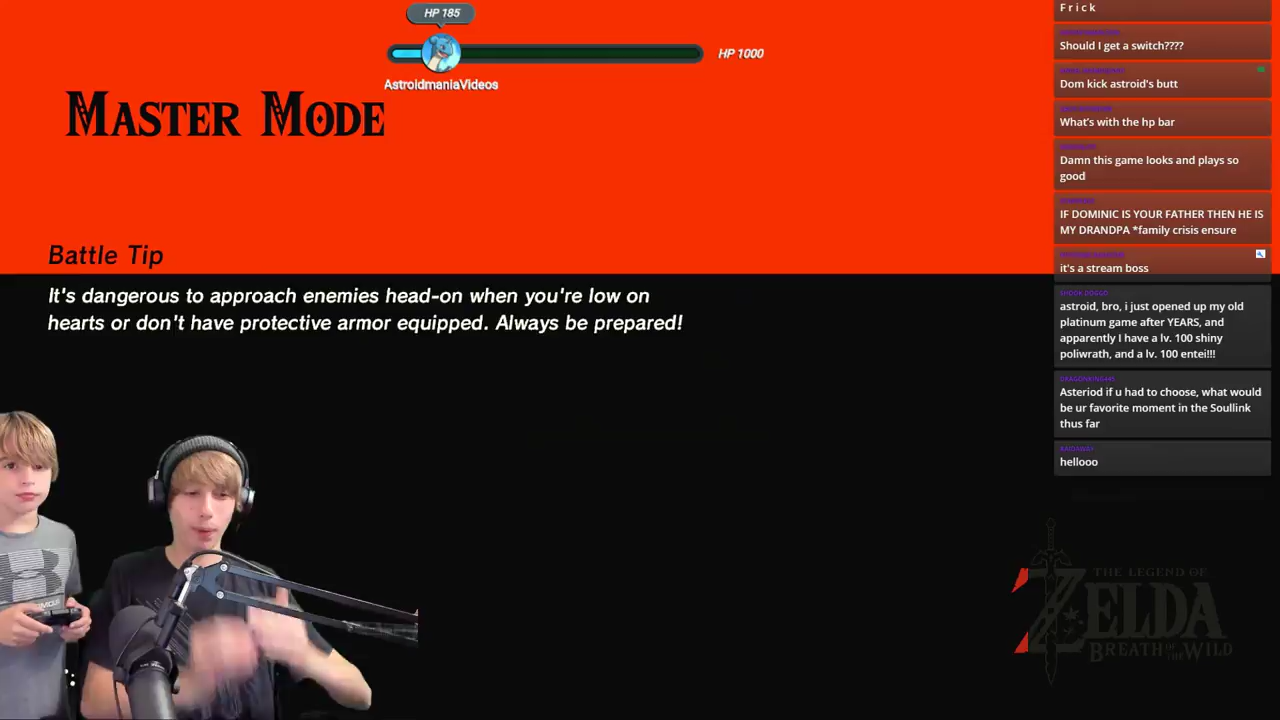 HP 185
HP 1000
AstroidmaniaVideos
MASTER MODE
Battle Tip
It's dangerous to approach enemies head-on when you're low on
hearts or don't have protective armor equipped. Always be prepared!
Frick
Should I get a switch????
Dom kick astroid's butt
What's with the hp bar
Damn this game looks and plays so
good
IF DOMINIC IS YOUR FATHER THEN HE IS
MY DRANDPA *family crisis ensure
it's a stream boss
astroid, bro, i just opened up my old
platinum game after YEARS, and
apparently I have a lv. 100 shiny
poliwrath, and a lv. 100 entei!!!
Asteriod if u had to choose, what would
be ur favorite moment in the Soullink
thus far
hellooo
THE LEGEND OF
ZELDA
BREATH OF THE WILD